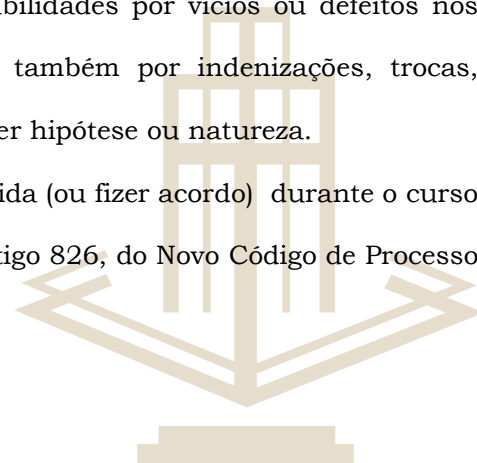 bilidades por vícios ou defeitos nos
também por indenizações, trocas,
er hipótese ou natureza.
ida (ou fizer acordo) durante o curso
tigo 826, do Novo Código de Processo